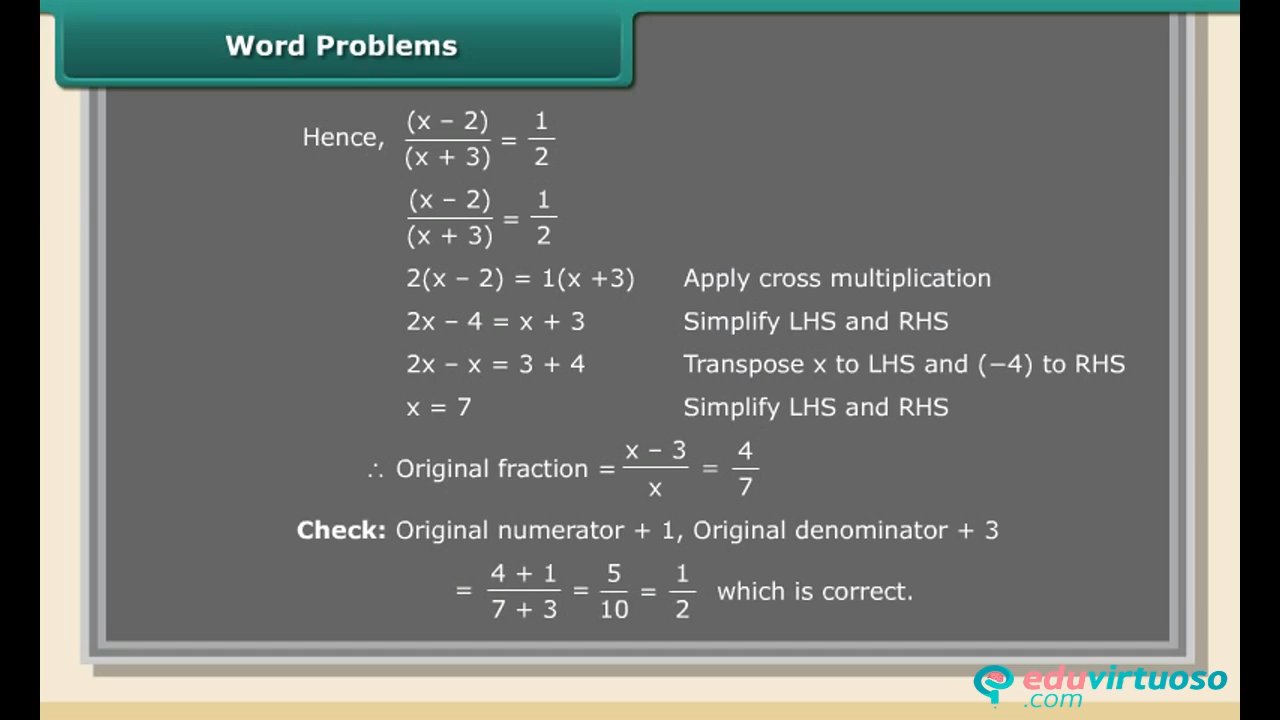 Word Problems
Hence, (x – 2)/(x + 3) = 1/2
(x – 2)/(x + 3) = 1/2
2(x – 2) = 1(x +3) Apply cross multiplication
2x – 4 = x + 3 Simplify LHS and RHS
2x – x = 3 + 4 Transpose x to LHS and (−4) to RHS
x = 7 Simplify LHS and RHS
∴ Original fraction = x – 3/x = 4/7
Check: Original numerator + 1, Original denominator + 3
= 4 + 1/7 + 3 = 5/10 = 1/2 which is correct.
eduvirtuoso
.com